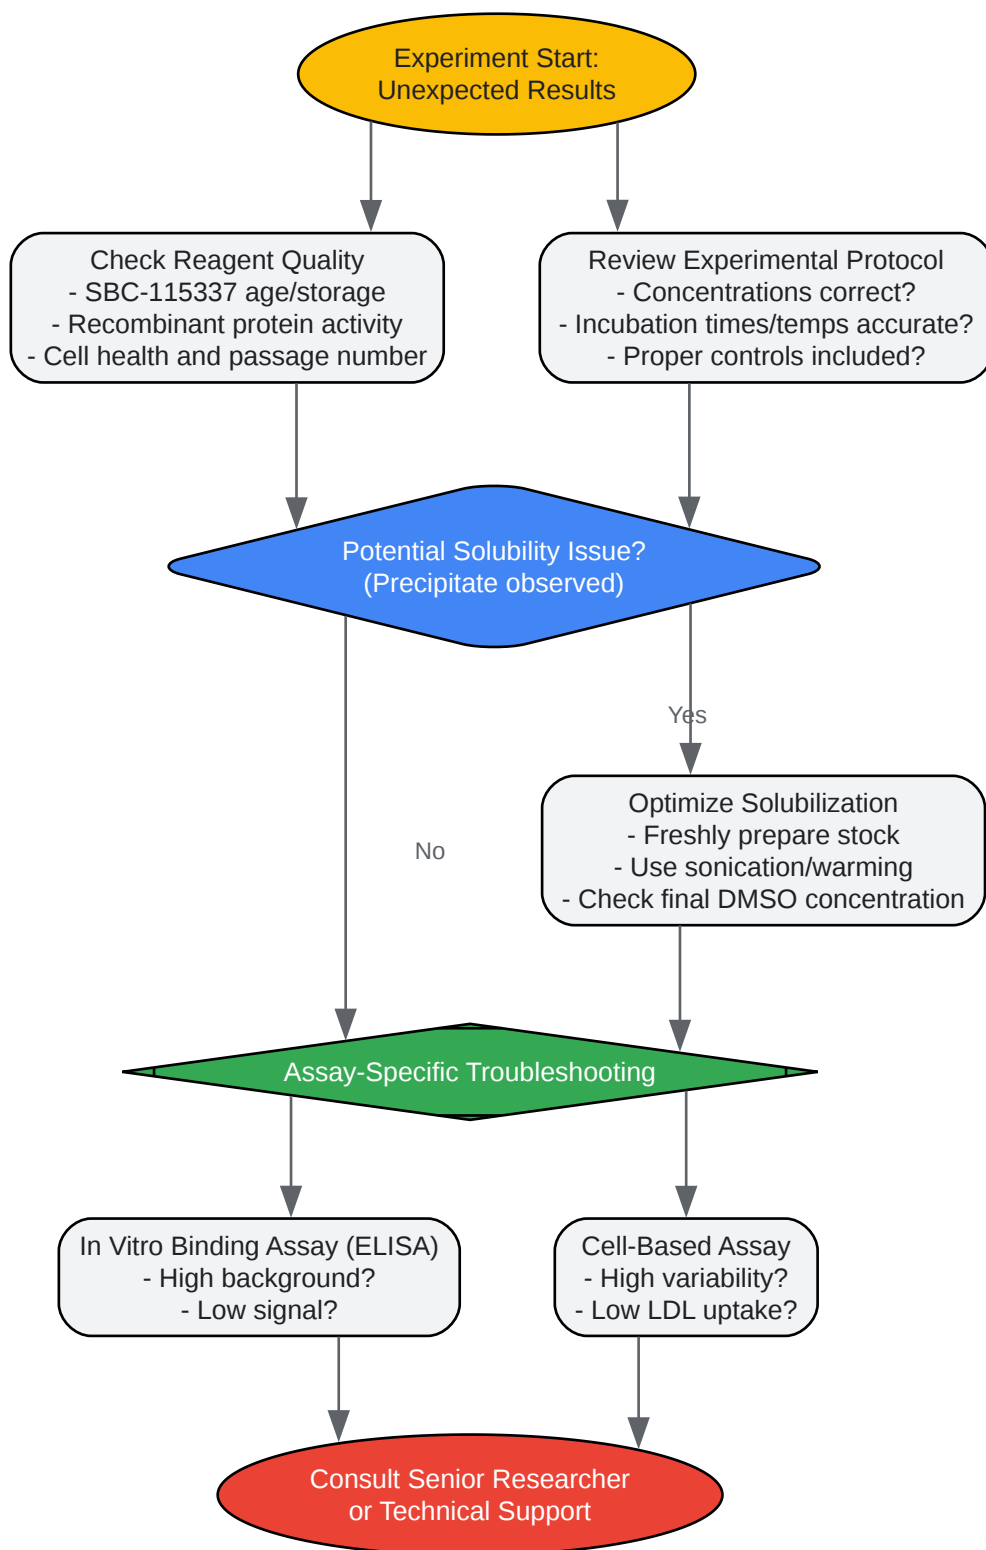 Experiment Start:
Unexpected Results
Check Reagent Quality
- SBC-115337 age/storage
- Recombinant protein activity
- Cell health and passage number
Review Experimental Protocol
- Concentrations correct?
- Incubation times/temps accurate?
- Proper controls included?
Potential Solubility Issue?
(Precipitate observed)
Yes
Optimize Solubilization
- Freshly prepare stock
- Use sonication/warming
- Check final DMSO concentration
No
Assay-Specific Troubleshooting
In Vitro Binding Assay (ELISA)
- High background?
- Low signal?
Cell-Based Assay
- High variability?
- Low LDL uptake?
Consult Senior Researcher
or Technical Support